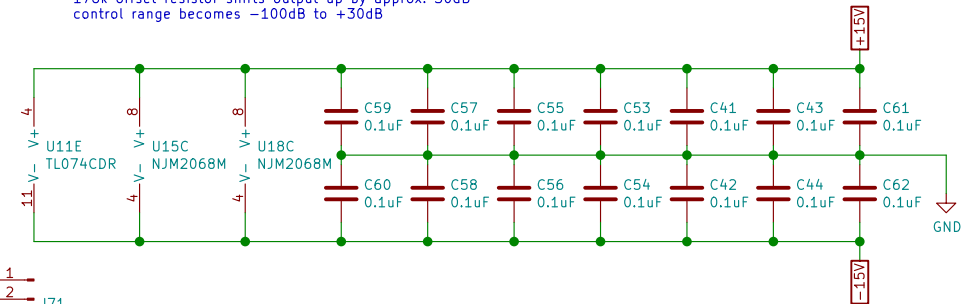 control range becomes -100dB to +30dB
+15V
4
8
8
V+
V+
V+
U11E
TL074CDR
U15C
NJM2068M
U18C
NJM2068M
V-
V-
V-
11
4
4
C59
0.1uF
C57
0.1uF
C55
0.1uF
C53
0.1uF
C41
0.1uF
C43
0.1uF
C61
0.1uF
C60
0.1uF
C58
0.1uF
C56
0.1uF
C54
0.1uF
C42
0.1uF
C44
0.1uF
C62
0.1uF
GND
-15V
1
2